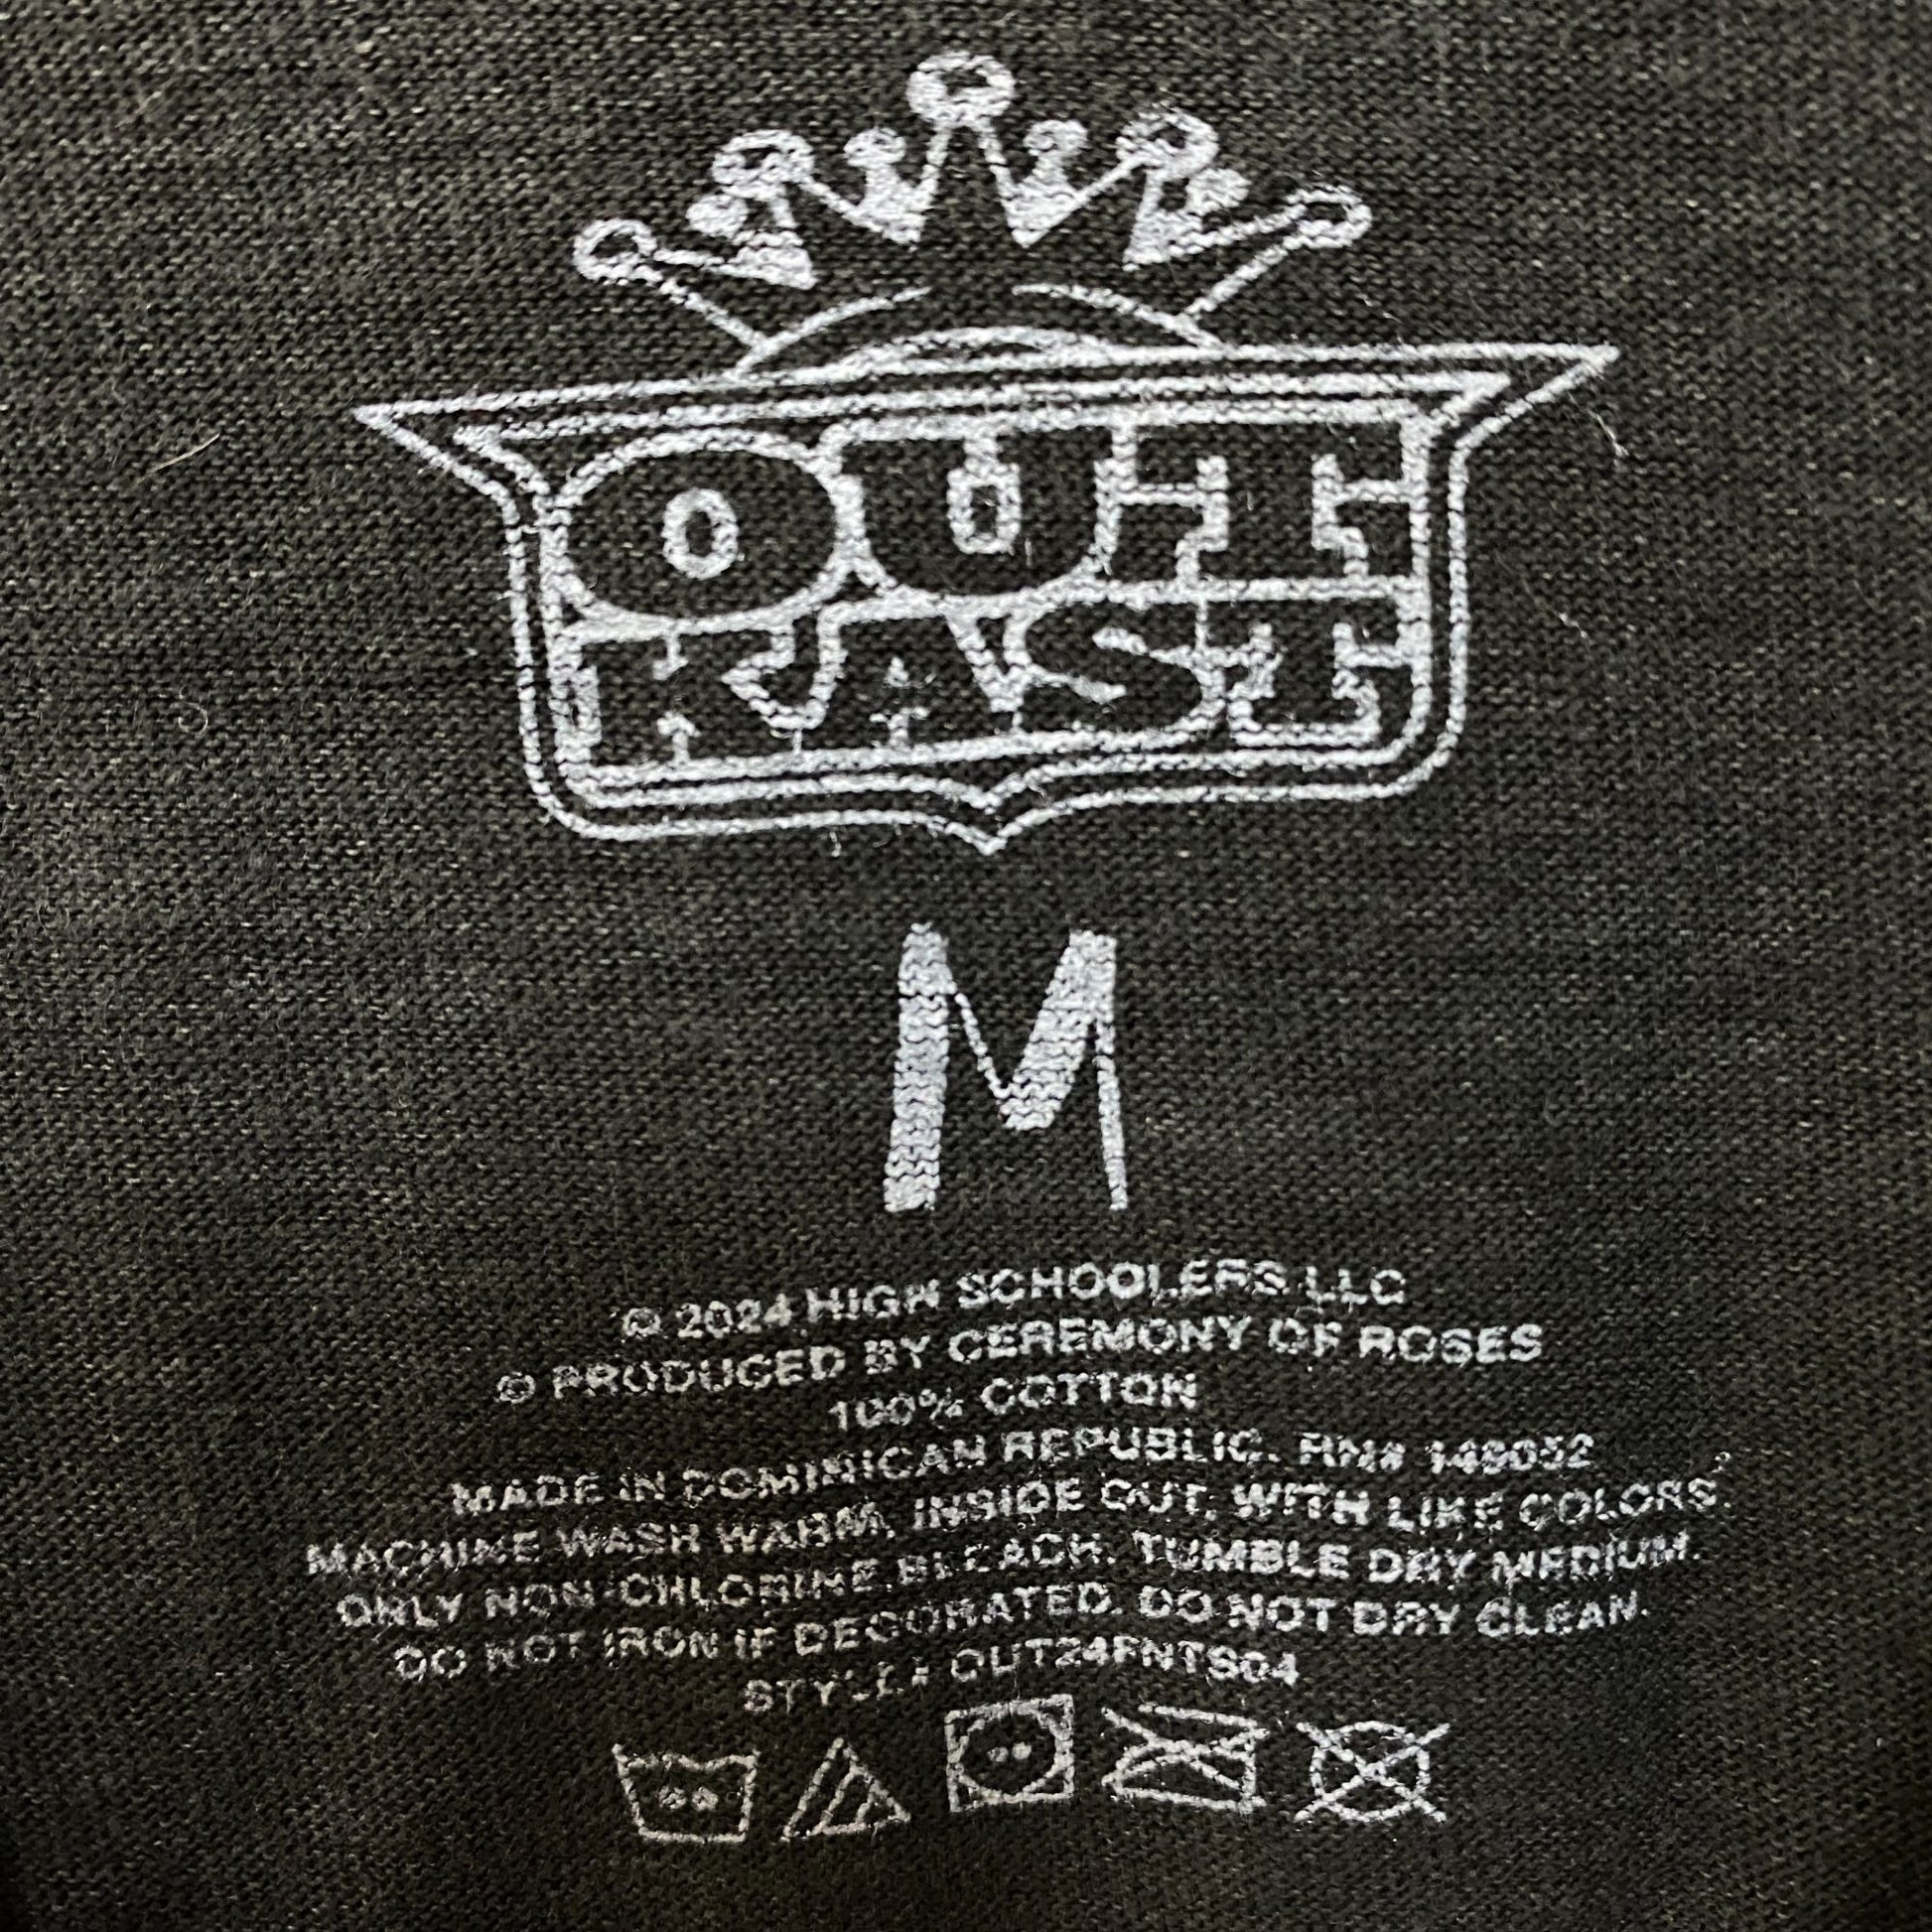 OUT
KAST
M
© 2024 HIGH SCHOOLERS LLC
© PRODUCED BY CEREMONY OF ROSES
100% COTTON
MADE IN DOMINICAN REPUBLIC. RN# 149052
MACHINE WASH WARM, INSIDE OUT, WITH LIKE COLORS.
ONLY NON-CHLORINE BLEACH. TUMBLE DRY MEDIUM.
DO NOT IRON IF DECORATED. DO NOT DRY CLEAN.
STYLE# OUT24FNTS04